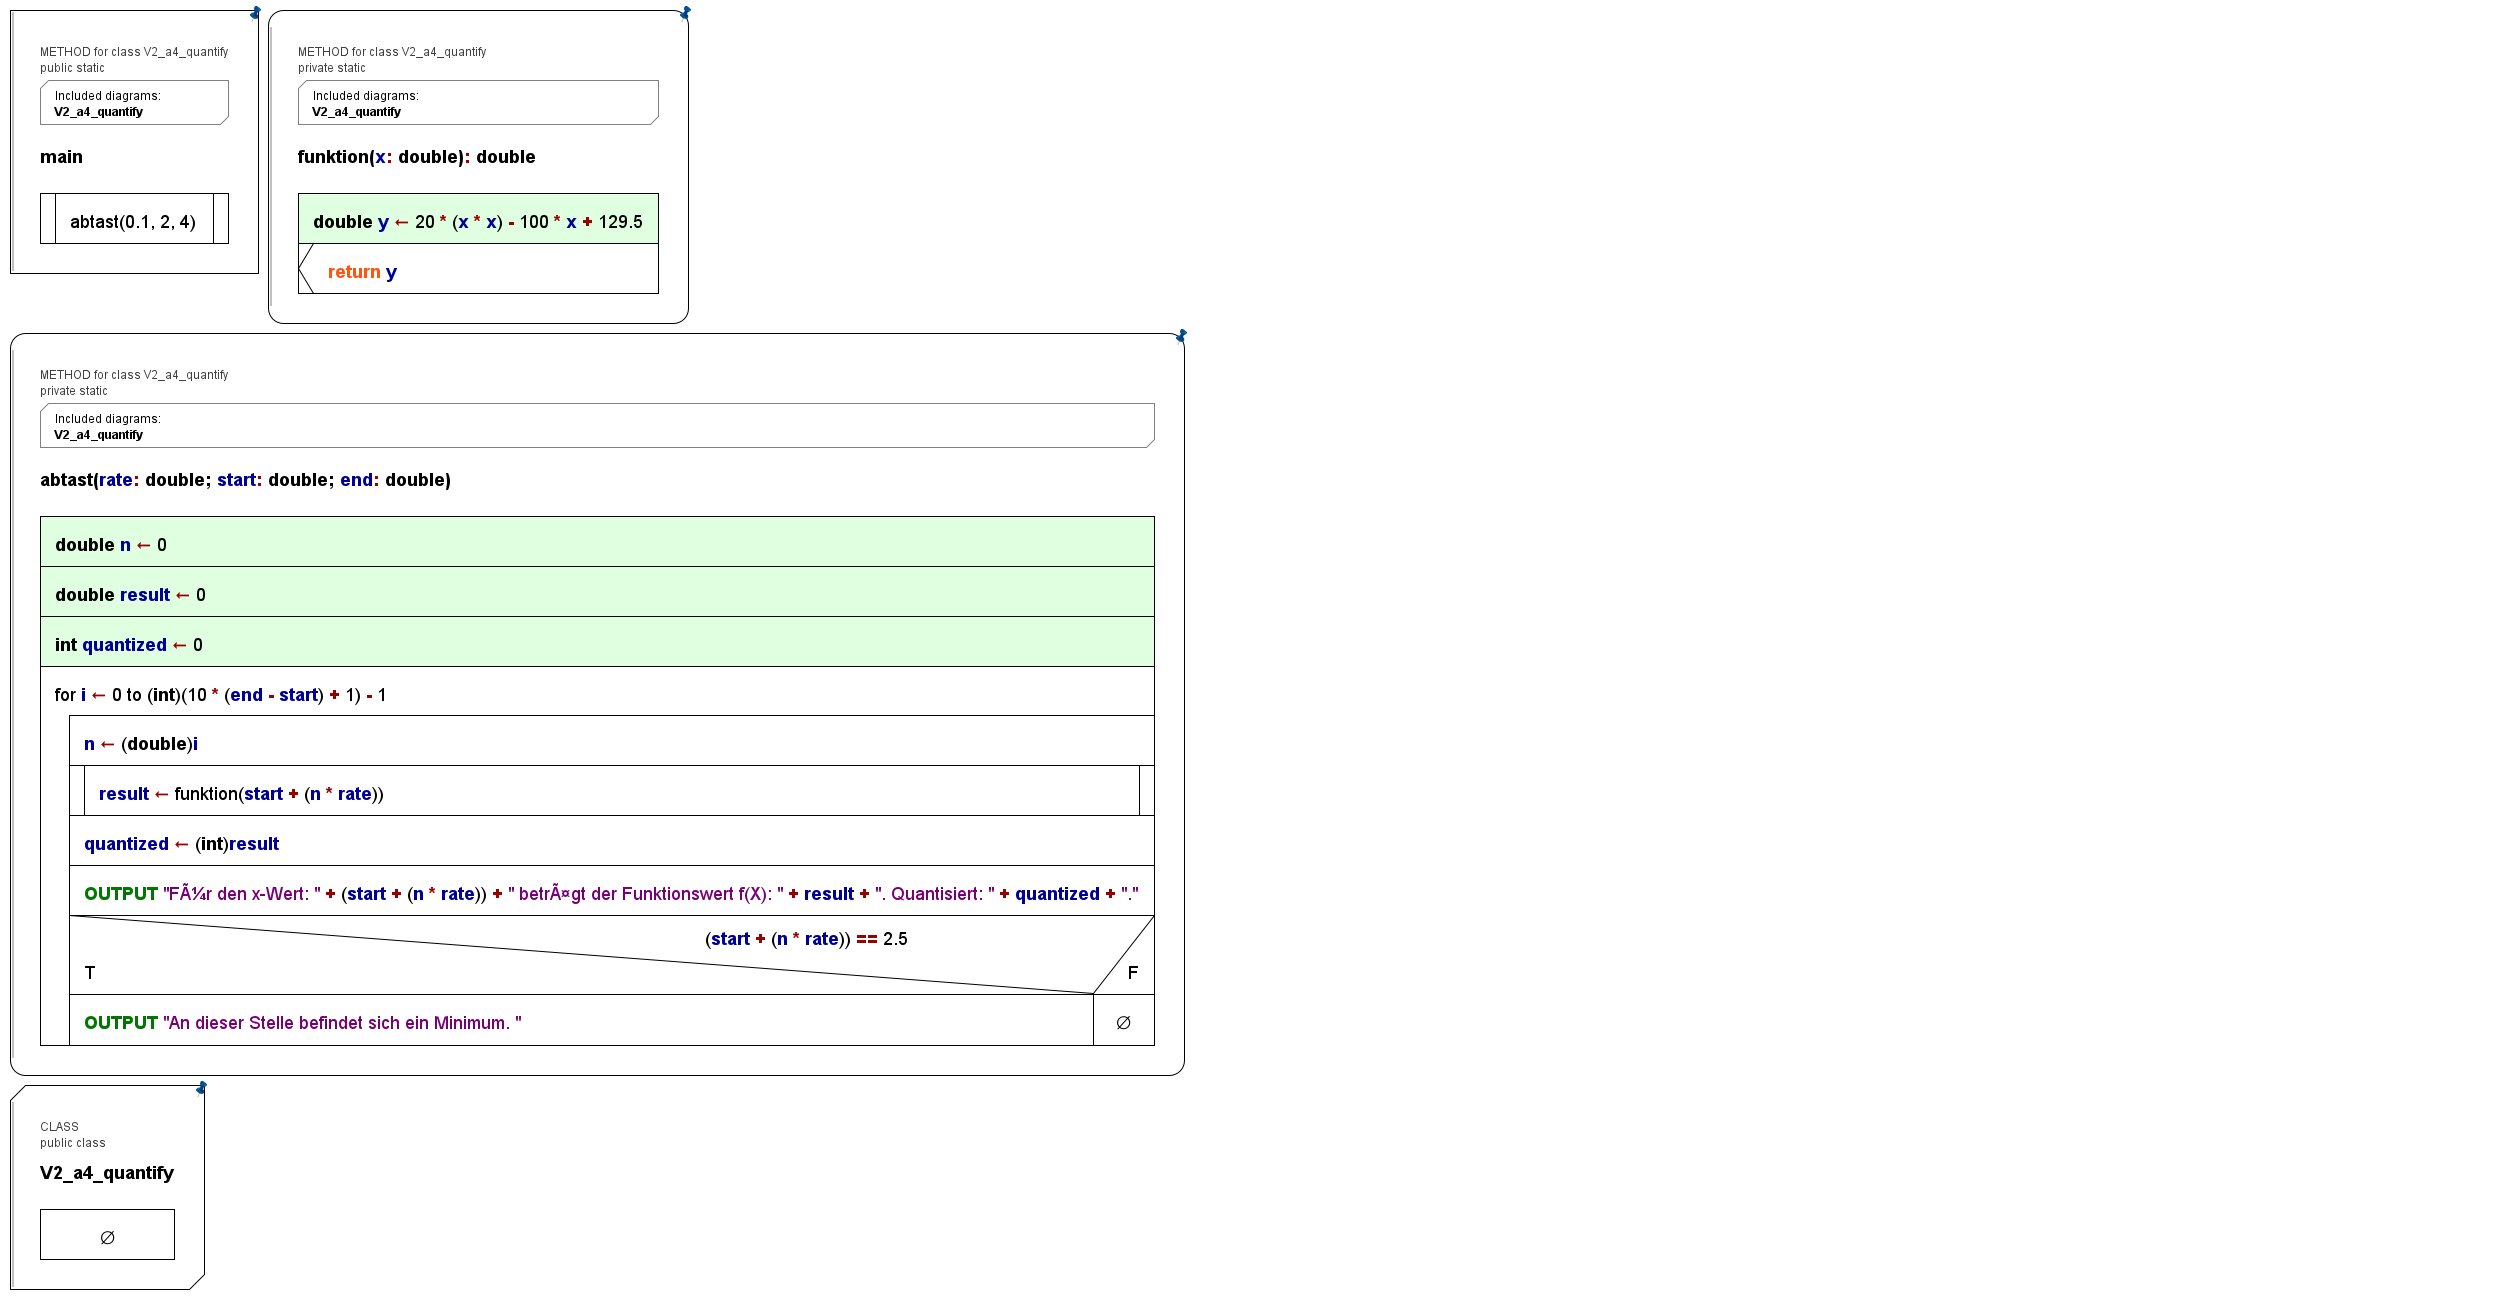 METHOD for class V2_a4_quantify
public static
Included diagrams:
V2_a4_quantify
main
abtast(0.1, 2, 4)
METHOD for class V2_a4_quantify
private static
Included diagrams:
V2_a4_quantify
funktion(x: double): double
double y ← 20 * (x * x) - 100 * x + 129.5
return y
METHOD for class V2_a4_quantify
private static
Included diagrams:
V2_a4_quantify
abtast(rate: double; start: double; end: double)
double n ← 0
double result ← 0
int quantized ← 0
for i ← 0 to (int)(10 * (end - start) + 1) - 1
n ← (double)i
result ← funktion(start + (n * rate))
quantized ← (int)result
OUTPUT "FÃ¼r den x-Wert: " + (start + (n * rate)) + " betrÃ¤gt der Funktionswert f(X): " + result + ". Quantisiert: " + quantized + "."
(start + (n * rate)) == 2.5
T
F
OUTPUT "An dieser Stelle befindet sich ein Minimum. "
∅
CLASS
public class
V2_a4_quantify
∅